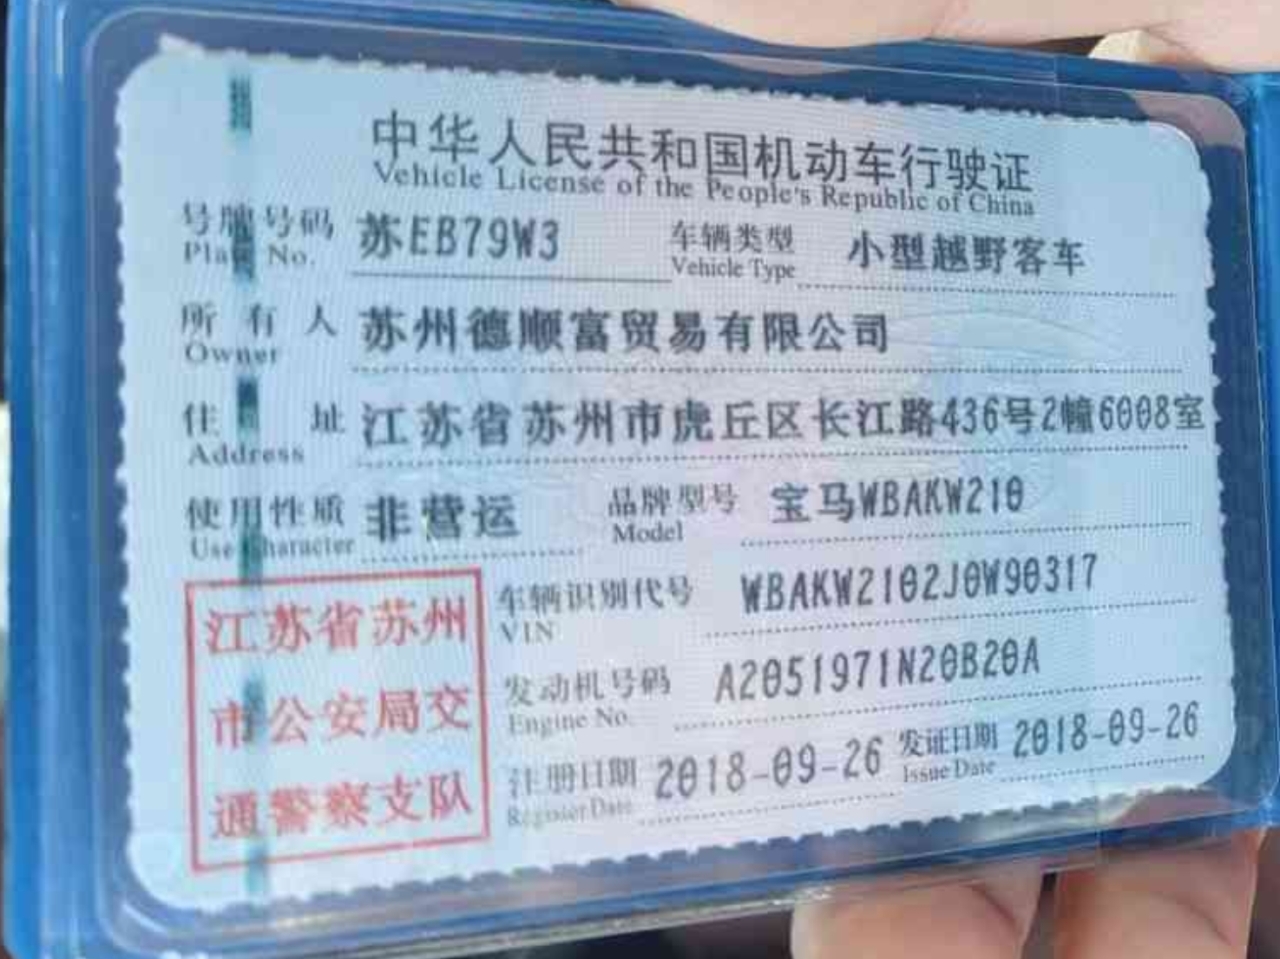 中华人民共和国机动车行驶证
Vehicle License of the People's Republic of China
号牌号码 苏EB79W3 车辆类型 小型越野客车
Plate No. Vehicle Type
所有人 苏州德顺富贸易有限公司
Owner
住址 江苏省苏州市虎丘区长江路436号2幢6008室
Address
使用性质 非营运 品牌型号 宝马WBAKW210
Use Character Model
江苏省苏州
市公安局交
通警察支队
车辆识别代号 WBAKW2102J0W90317
VIN
发动机号码 A2051971N20B20A
Engine No.
注册日期 2018-09-26 发证日期 2018-09-26
Register Date Issue Date